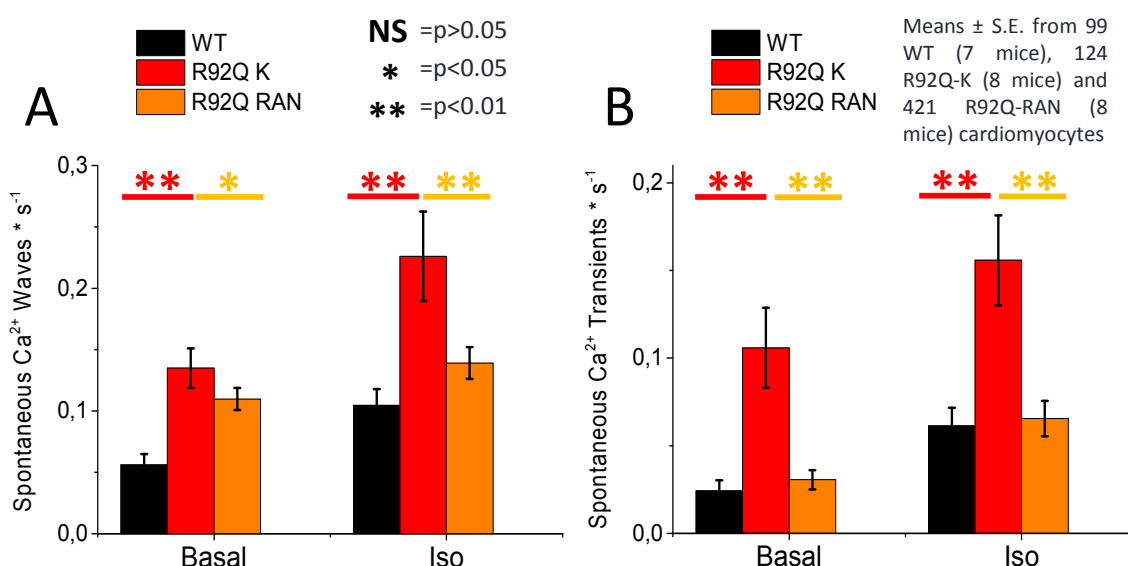 WT
R92Q K
R92Q RAN
NS =p>0.05
* =p<0.05
** =p<0.01
A
0,3
0,2
0,1
0,0
Spontaneous Ca²⁺ Waves * s⁻¹
** *
** **
Basal Iso
WT
R92Q K
R92Q RAN
Means ± S.E. from 99
WT (7 mice), 124
R92Q-K (8 mice) and
421 R92Q-RAN (8
mice) cardiomyocytes
B
0,2
0,1
0,0
Spontaneous Ca²⁺ Transients * s⁻¹
** **
** **
Basal Iso